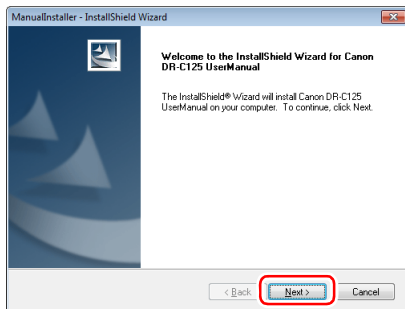 ManualInstaller - InstallShield Wizard
Welcome to the InstallShield Wizard for Canon
DR-C125 UserManual
The InstallShield® Wizard will install Canon DR-C125
UserManual on your computer. To continue, click Next.
< Back
Next >
Cancel